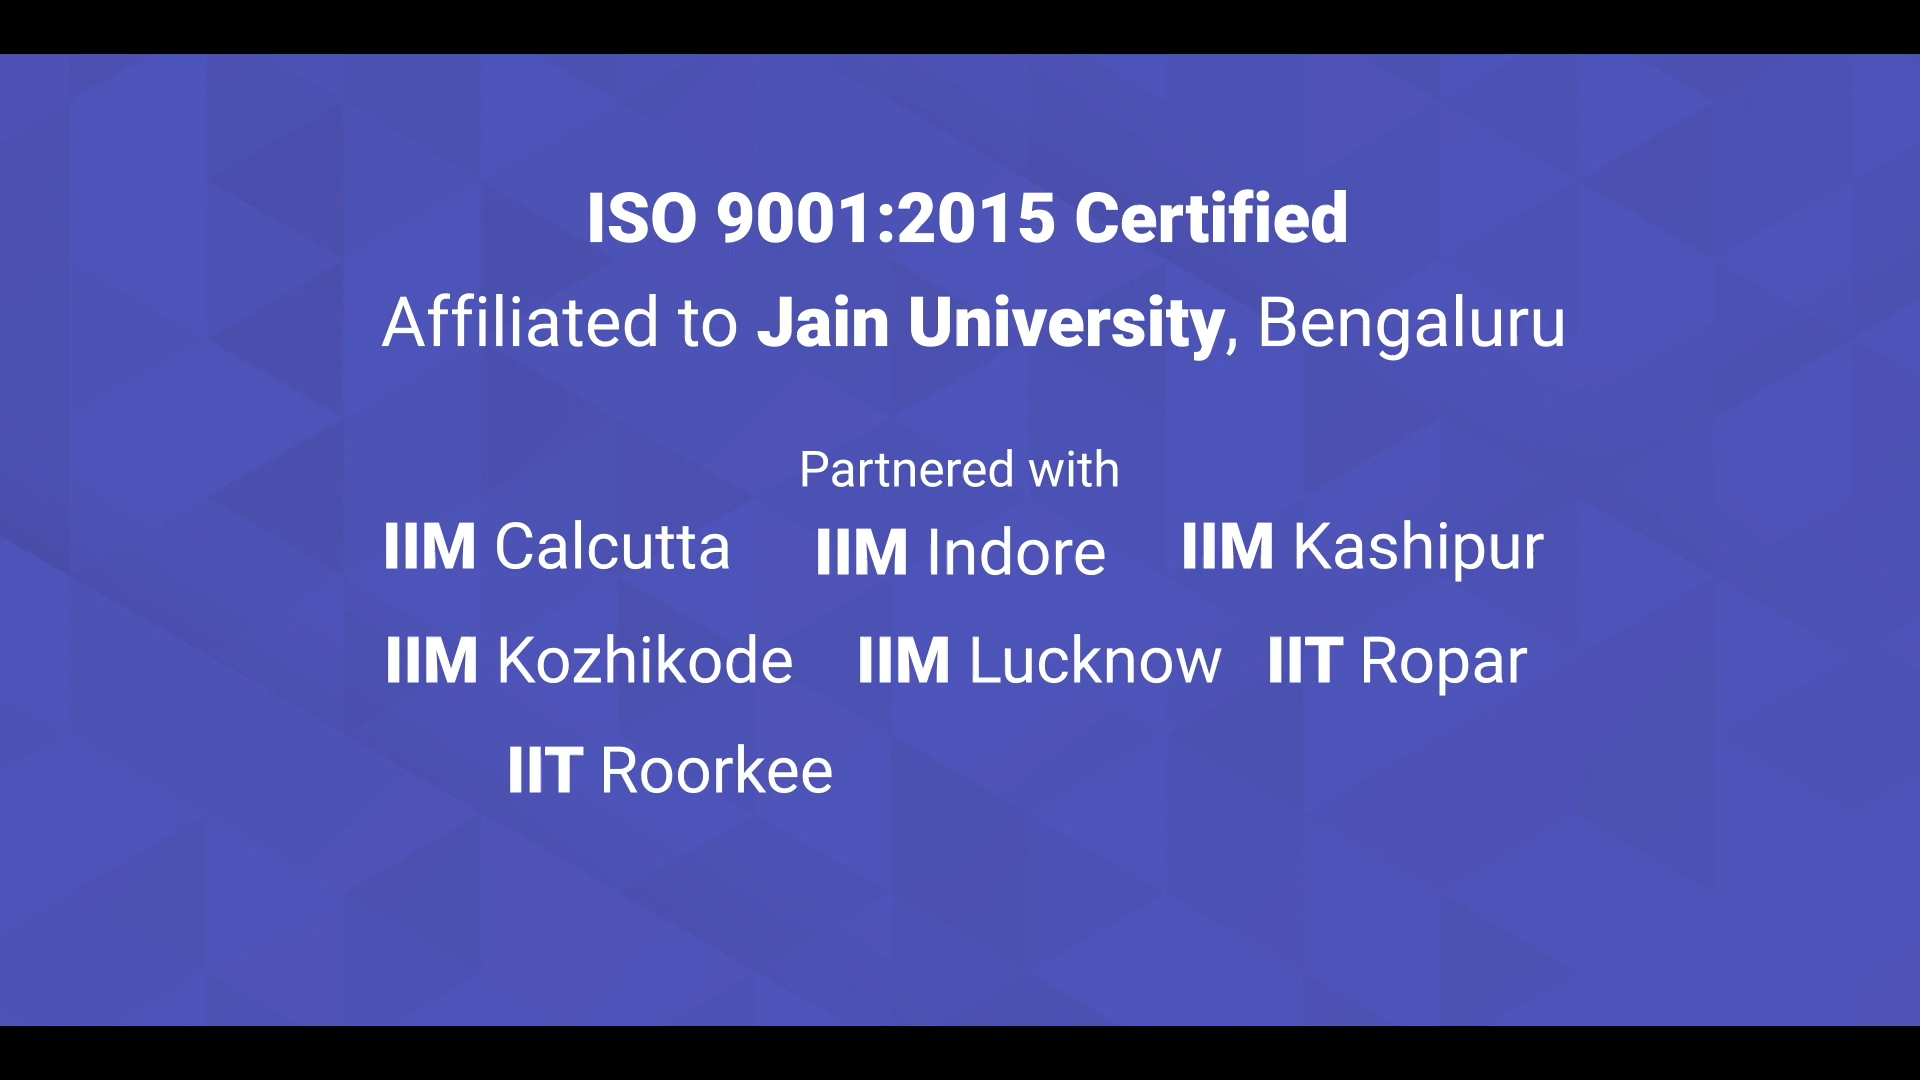 ISO 9001:2015 Certified
Affiliated to Jain University, Bengaluru
Partnered with
IIM Calcutta IIM Indore IIM Kashipur
IIM Kozhikode IIM Lucknow IIT Ropar
IIT Roorkee